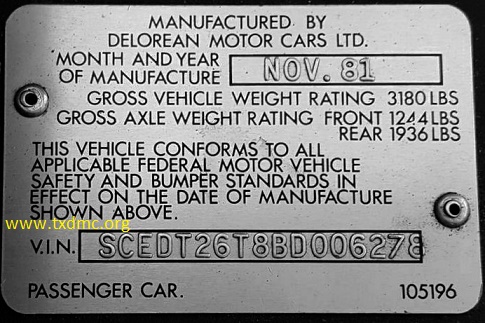 MANUFACTURED BY
DELOREAN MOTOR CARS LTD.
MONTH AND YEAR
OF MANUFACTURE NOV. 81
GROSS VEHICLE WEIGHT RATING 3180 LBS
GROSS AXLE WEIGHT RATING FRONT 1244 LBS
REAR 1936 LBS
THIS VEHICLE CONFORMS TO ALL
APPLICABLE FEDERAL MOTOR VEHICLE
SAFETY AND BUMPER STANDARDS IN
EFFECT ON THE DATE OF MANUFACTURE
SHOWN ABOVE.
www.txdmc.org
V.I.N. SCEDT26T8BD006278
PASSENGER CAR. 105196